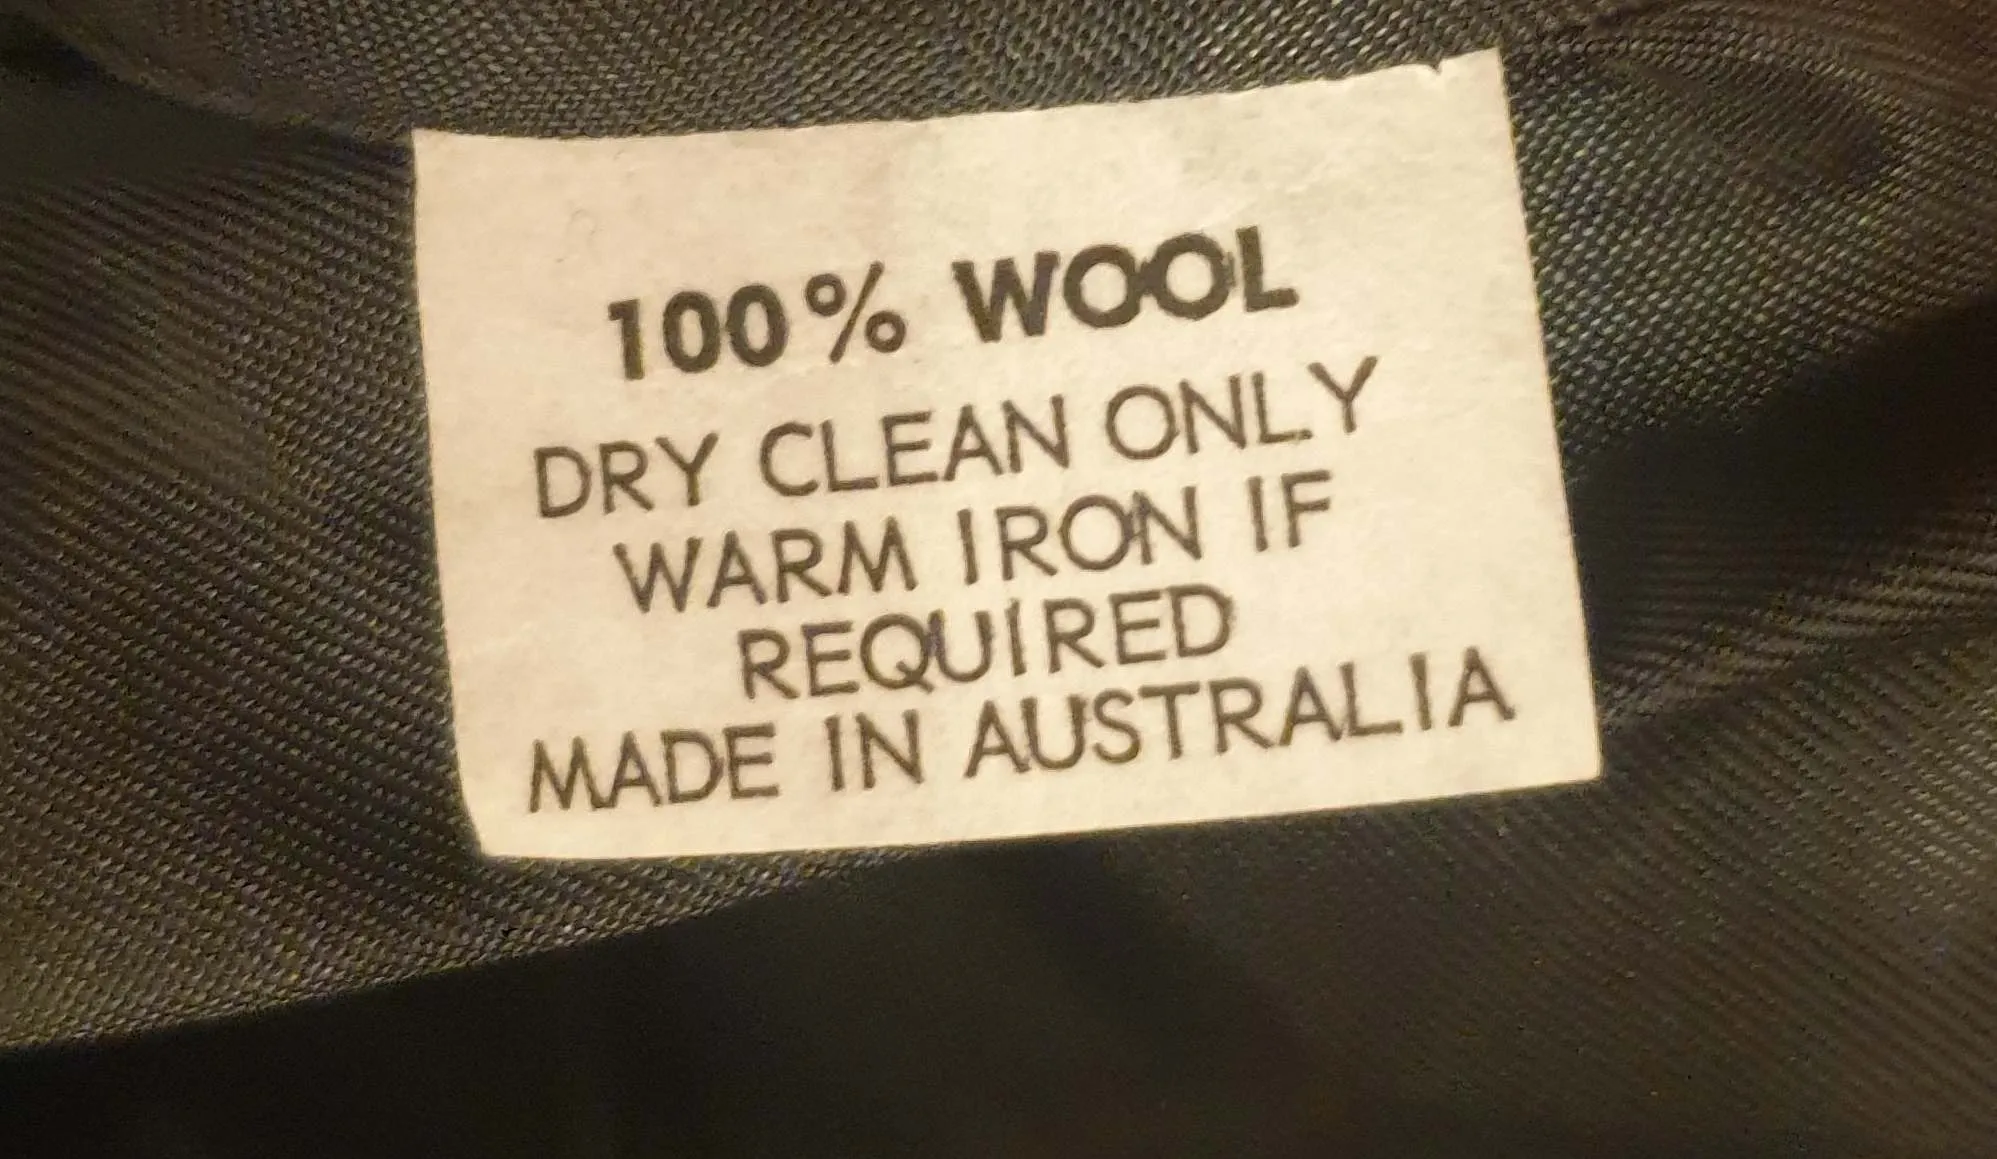 100% WOOL
DRY CLEAN ONLY
WARM IRON IF
REQUIRED
MADE IN AUSTRALIA